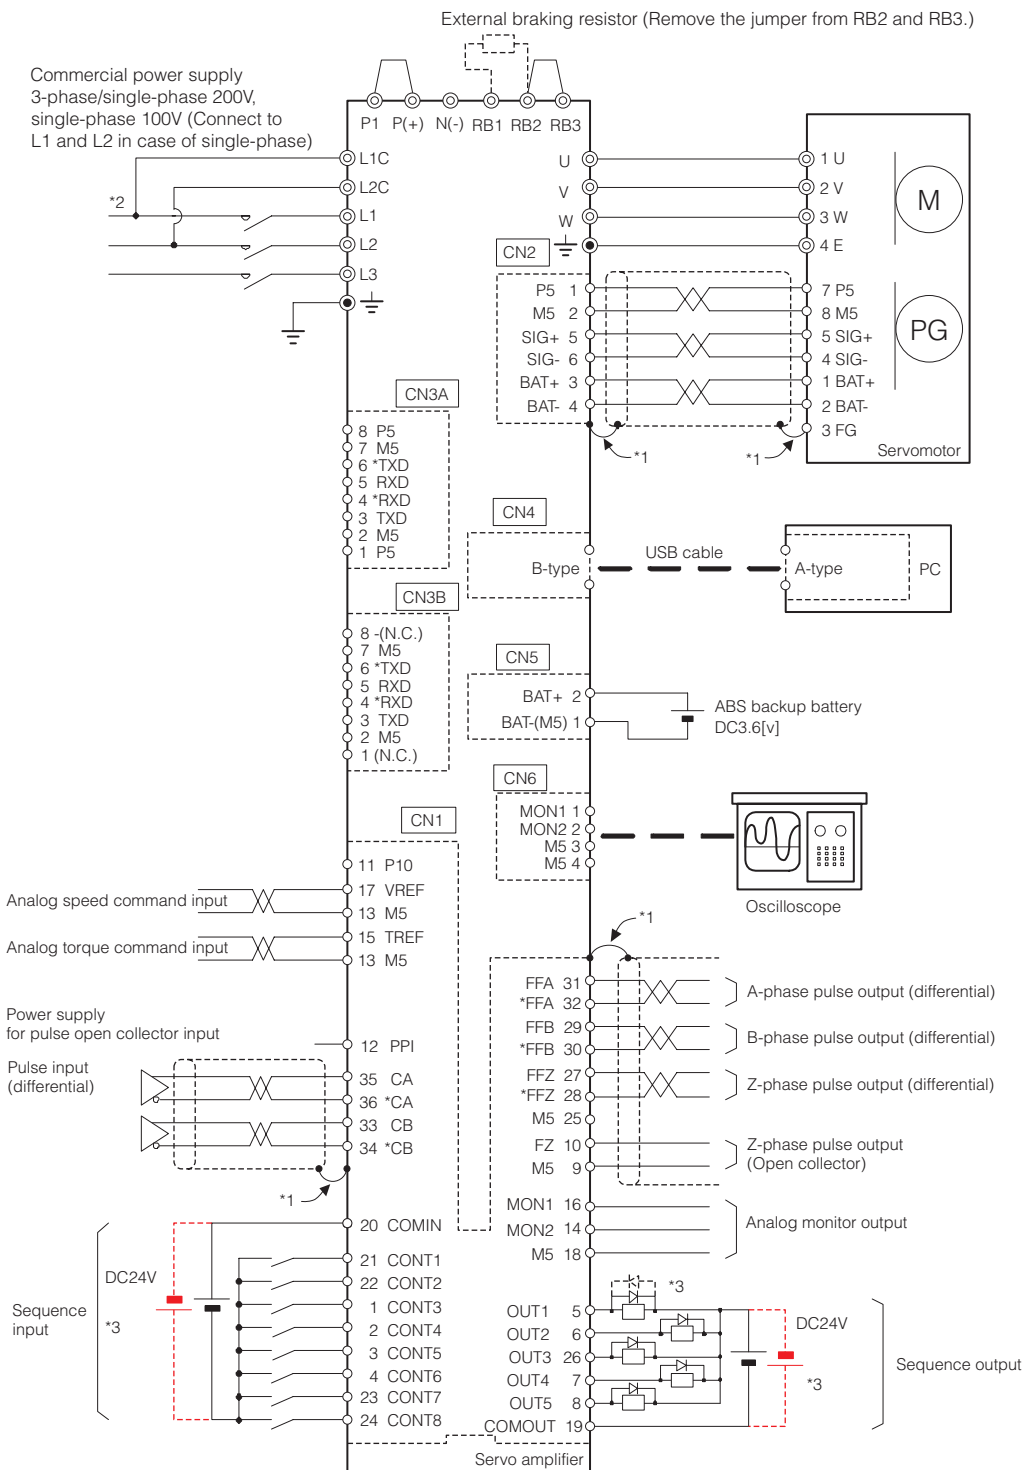 External braking resistor (Remove the jumper from RB2 and RB3.)
Commercial power supply
3-phase/single-phase 200V,
single-phase 100V (Connect to
L1 and L2 in case of single-phase)
P1 P(+) N(-) RB1 RB2 RB3
L1C
L2C
*2
L1
L2
L3
U
V
W
1 U
2 V
3 W
4 E
M
CN2
P5 1
M5 2
SIG+ 5
SIG- 6
BAT+ 3
BAT- 4
7 P5
8 M5
5 SIG+
4 SIG-
1 BAT+
2 BAT-
3 FG
PG
Servomotor
*1
*1
CN3A
8 P5
7 M5
6 *TXD
5 RXD
4 *RXD
3 TXD
2 M5
1 P5
CN4
B-type
USB cable
A-type
PC
CN3B
8 -(N.C.)
7 M5
6 *TXD
5 RXD
4 *RXD
3 TXD
2 M5
1 (N.C.)
CN5
BAT+ 2
BAT-(M5) 1
ABS backup battery
DC3.6[v]
CN6
MON1 1
MON2 2
M5 3
M5 4
Oscilloscope
CN1
11 P10
17 VREF
13 M5
15 TREF
13 M5
Analog speed command input
Analog torque command input
Power supply
for pulse open collector input
12 PPI
Pulse input
(differential)
35 CA
36 *CA
33 CB
34 *CB
*1
*1
FFA 31
*FFA 32
FFB 29
*FFB 30
FFZ 27
*FFZ 28
M5 25
FZ 10
M5 9
A-phase pulse output (differential)
B-phase pulse output (differential)
Z-phase pulse output (differential)
Z-phase pulse output
(Open collector)
MON1 16
MON2 14
M5 18
Analog monitor output
20 COMIN
21 CONT1
22 CONT2
1 CONT3
2 CONT4
3 CONT5
4 CONT6
23 CONT7
24 CONT8
DC24V
*3
Sequence
input
OUT1 5
OUT2 6
OUT3 26
OUT4 7
OUT5 8
COMOUT 19
*3
DC24V
*3
Sequence output
Servo amplifier